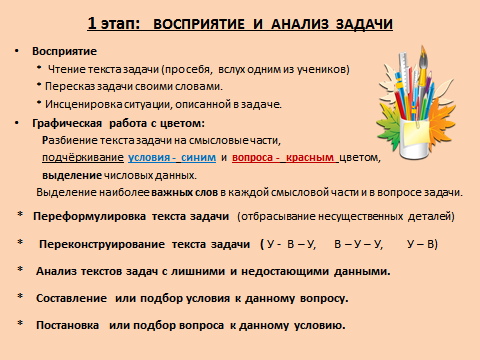 1 этап: ВОСПРИЯТИЕ И АНАЛИЗ ЗАДАЧИ
• Восприятие
* Чтение текста задачи (про себя, вслух одним из учеников)
* Пересказ задачи своими словами.
* Инсценировка ситуации, описанной в задаче.
• Графическая работа с цветом:
Разбиение текста задачи на смысловые части,
подчёркивание условия - синим и вопроса - красным цветом,
выделение числовых данных.
Выделение наиболее важных слов в каждой смысловой части и в вопросе задачи.
* Переформулировка текста задачи (отбрасывание несущественных деталей)
* Переконструирование текста задачи ( У - В – У, В – У – У, У – В)
* Анализ текстов задач с лишними и недостающими данными.
* Составление или подбор условия к данному вопросу.
* Постановка или подбор вопроса к данному условию.